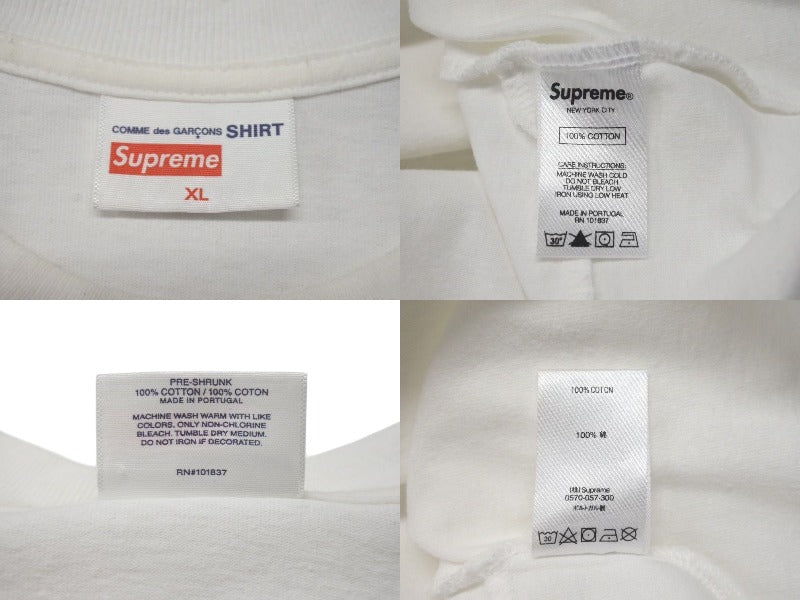 COMME des GARÇONS SHIRT
Supreme
XL
Supreme®
NEW YORK CITY
100% COTTON
CARE INSTRUCTIONS:
MACHINE WASH COLD
DO NOT BLEACH
TUMBLE DRY LOW
IRON USING LOW HEAT
MADE IN PORTUGAL
RN 101837
30°
PRE-SHRUNK
100% COTTON / 100% COTON
MADE IN PORTUGAL
MACHINE WASH WARM WITH LIKE
COLORS. ONLY NON-CHLORINE
BLEACH. TUMBLE DRY MEDIUM.
DO NOT IRON IF DECORATED.
RN#101837
100% COTON
100% 綿
(株) Supreme
0570-057-300
ポルトガル製
30